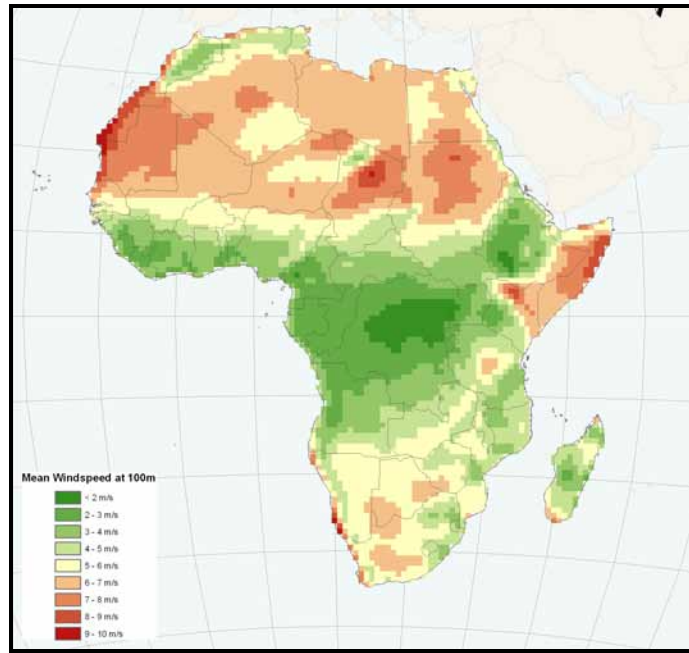 Mean Windspeed at 100m
< 2 m/s
2 - 3 m/s
3 - 4 m/s
4 - 5 m/s
5 - 6 m/s
6 - 7 m/s
7 - 8 m/s
8 - 9 m/s
9 - 10 m/s